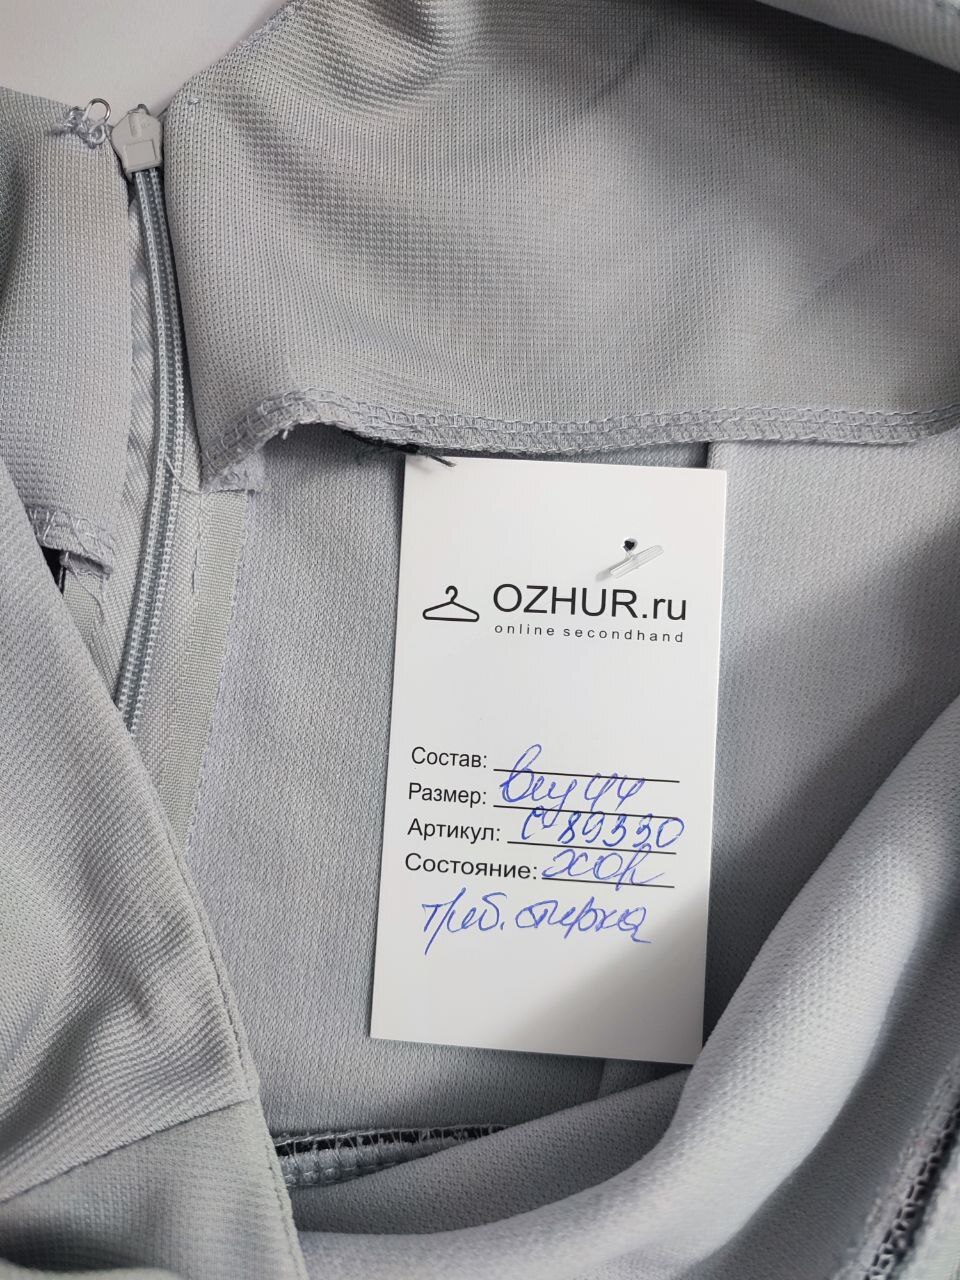 OZHUR.ru
online secondhand
Состав:
Размер: 44
Артикул: С89330
Состояние: хор
треб. стирка